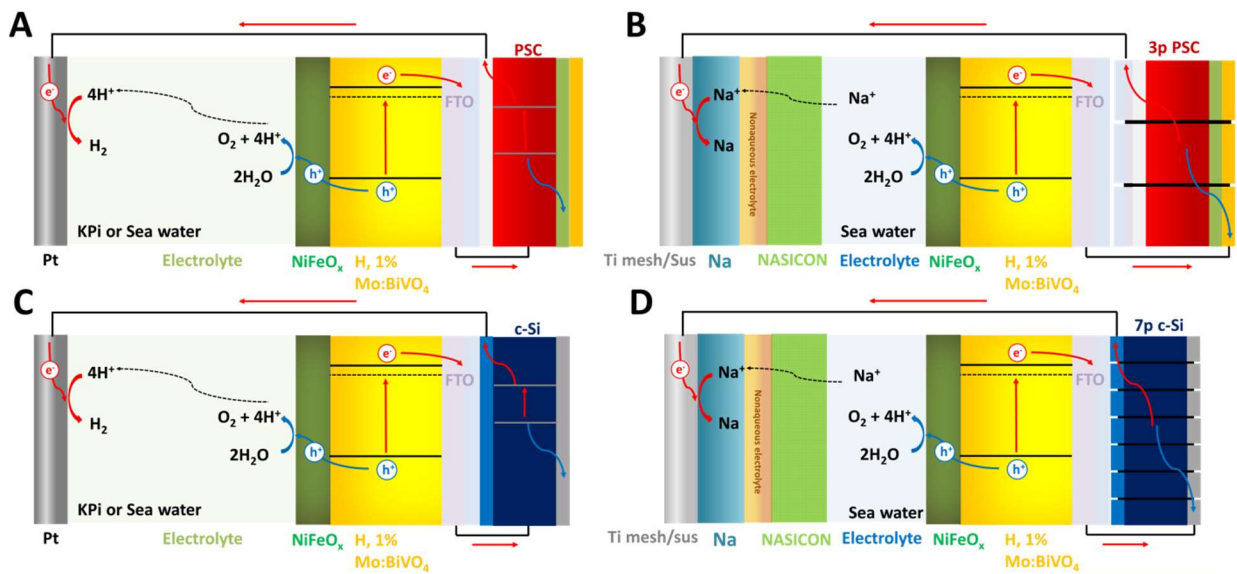 A
PSC
e-
4H+
H2
O2 + 4H+
2H2O
h+
e-
FTO
h+
KPi or Sea water
Pt
Electrolyte
NiFeOx
H, 1%
Mo:BiVO4
B
3p PSC
e-
Na+
Na
Nonaqueous electrolyte
Na+
O2 + 4H+
2H2O
h+
e-
FTO
h+
Sea water
Ti mesh/Sus
Na
NASICON
Electrolyte
NiFeOx
H, 1%
Mo:BiVO4
C
c-Si
e-
4H+
H2
O2 + 4H+
2H2O
h+
e-
FTO
h+
KPi or Sea water
Pt
Electrolyte
NiFeOx
H, 1%
Mo:BiVO4
D
7p c-Si
e-
Na+
Na
Nonaqueous electrolyte
Na+
O2 + 4H+
2H2O
h+
e-
FTO
h+
Sea water
Ti mesh/sus
Na
NASICON
Electrolyte
NiFeOx
H, 1%
Mo:BiVO4